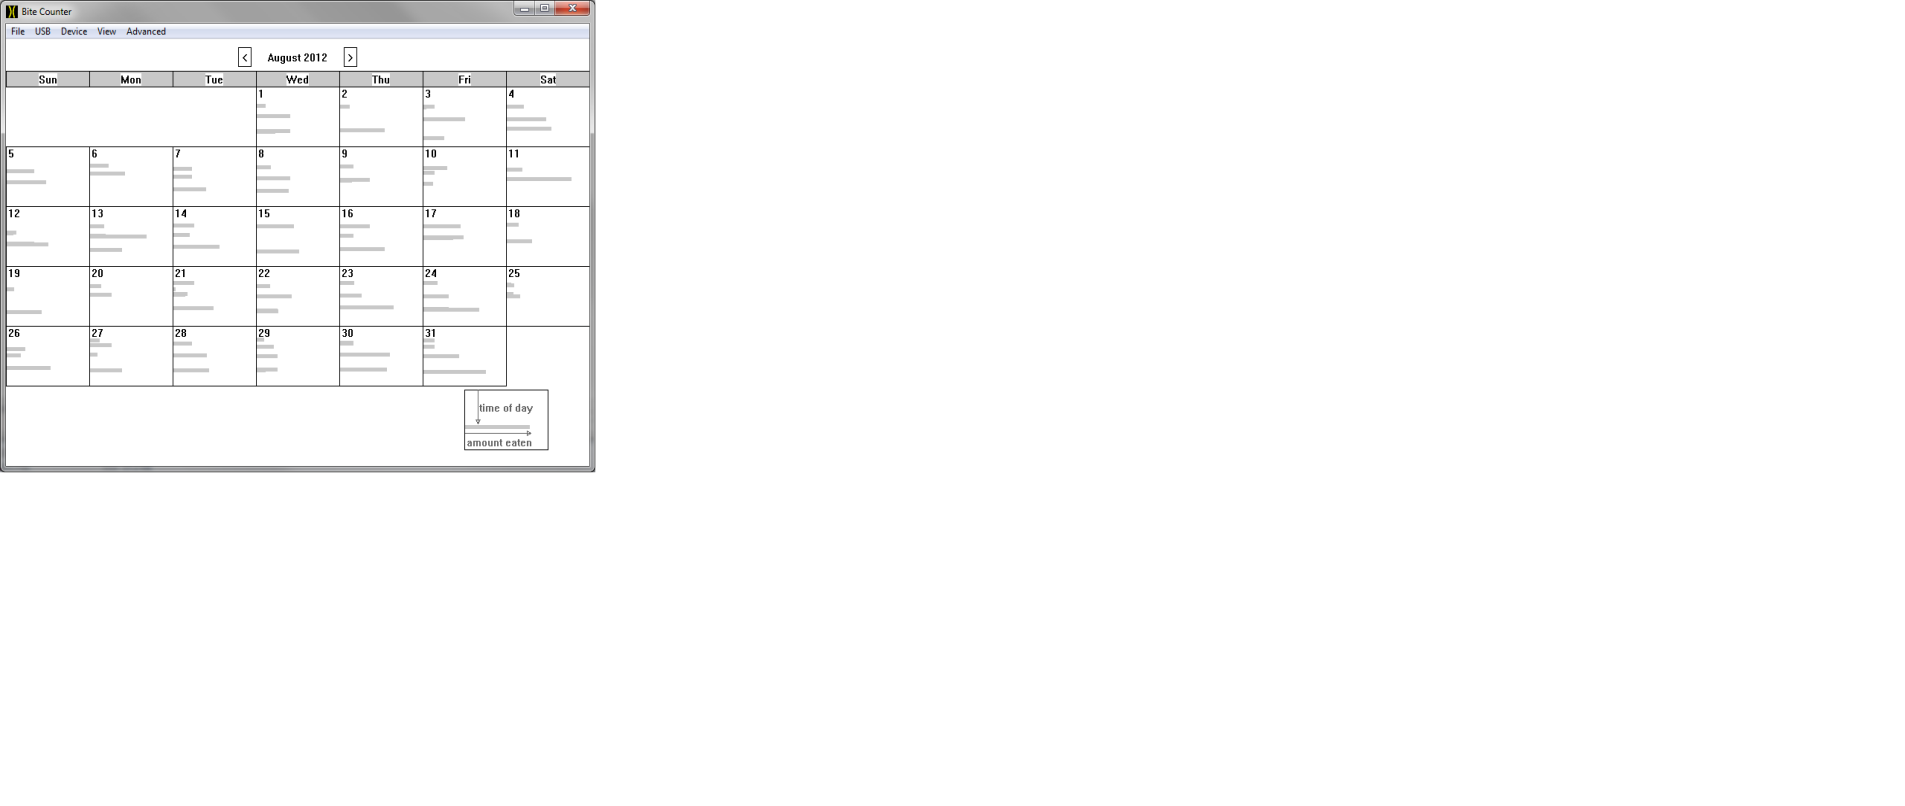 Bite Counter
File USB Device View Advanced
< August 2012 >
Sun Mon Tue Wed Thu Fri Sat
1 2 3 4
5 6 7 8 9 10 11
12 13 14 15 16 17 18
19 20 21 22 23 24 25
26 27 28 29 30 31
time of day
amount eaten